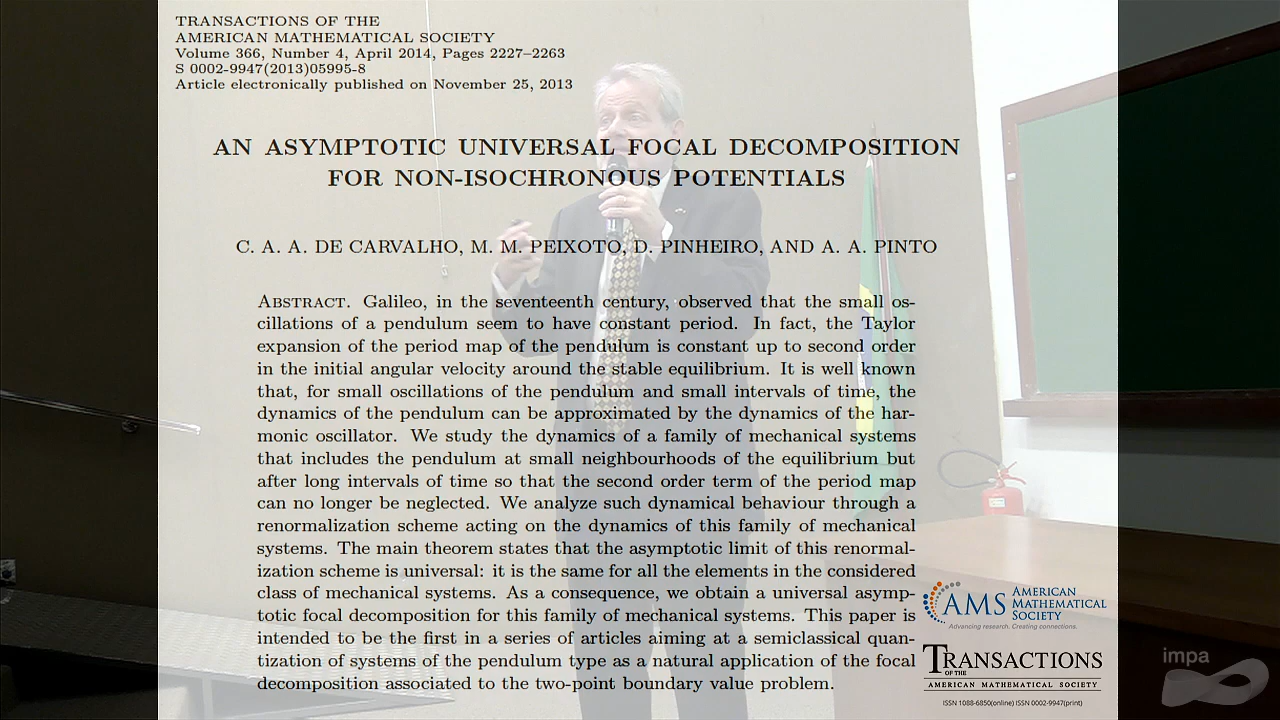 TRANSACTIONS OF THE
AMERICAN MATHEMATICAL SOCIETY
Volume 366, Number 4, April 2014, Pages 2227–2263
S 0002-9947(2013)05995-8
Article electronically published on November 25, 2013
AN ASYMPTOTIC UNIVERSAL FOCAL DECOMPOSITION
FOR NON-ISOCHRONOUS POTENTIALS
C. A. A. DE CARVALHO, M. M. PEIXOTO, D. PINHEIRO, AND A. A. PINTO
ABSTRACT. Galileo, in the seventeenth century, observed that the small os-
cillations of a pendulum seem to have constant period. In fact, the Taylor
expansion of the period map of the pendulum is constant up to second order
in the initial angular velocity around the stable equilibrium. It is well known
that, for small oscillations of the pendulum and small intervals of time, the
dynamics of the pendulum can be approximated by the dynamics of the har-
monic oscillator. We study the dynamics of a family of mechanical systems
that includes the pendulum at small neighbourhoods of the equilibrium but
after long intervals of time so that the second order term of the period map
can no longer be neglected. We analyze such dynamical behaviour through a
renormalization scheme acting on the dynamics of this family of mechanical
systems. The main theorem states that the asymptotic limit of this renormal-
ization scheme is universal: it is the same for all the elements in the considered
class of mechanical systems. As a consequence, we obtain a universal asymp-
totic focal decomposition for this family of mechanical systems. This paper is
intended to be the first in a series of articles aiming at a semiclassical quan-
tization of systems of the pendulum type as a natural application of the focal
decomposition associated to the two-point boundary value problem.
AMS AMERICAN
MATHEMATICAL
SOCIETY
Advancing research. Creating connections.
TRANSACTIONS
OF THE
AMERICAN MATHEMATICAL SOCIETY
ISSN 1088-6850(online) ISSN 0002-9947(print)
impa